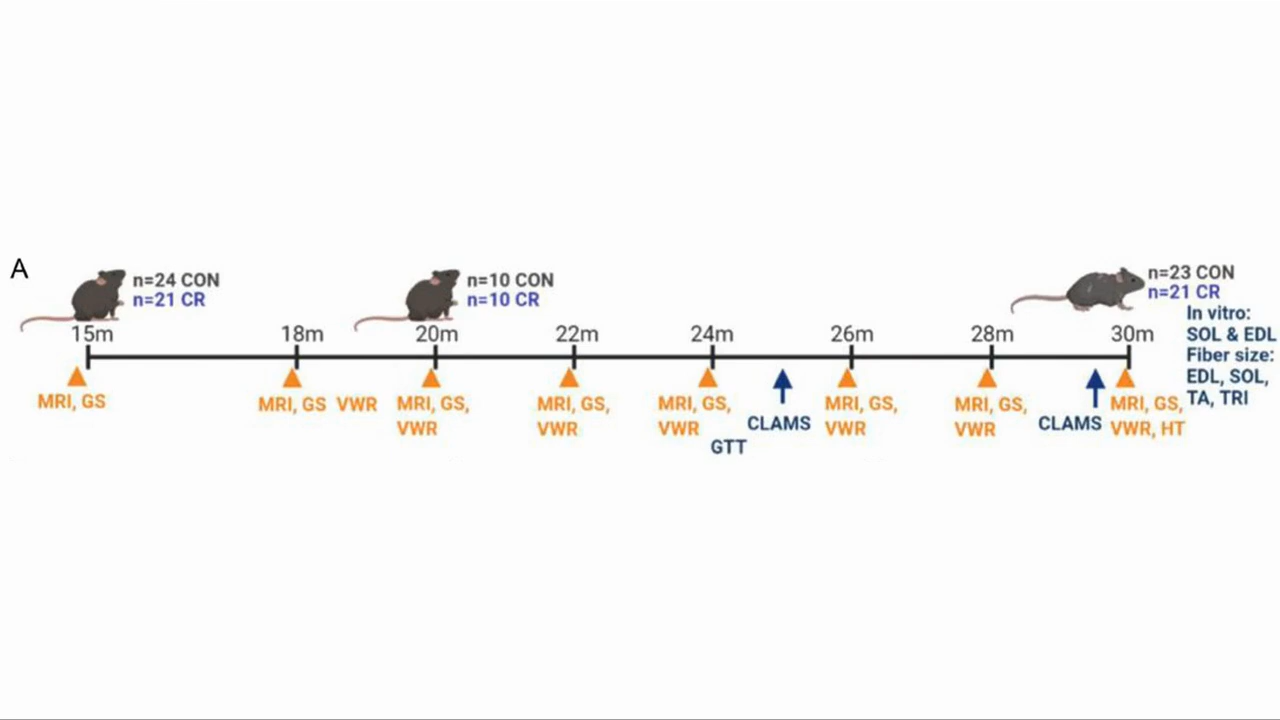 A
n=24 CON
n=21 CR
n=10 CON
n=10 CR
n=23 CON
n=21 CR
15m
18m
20m
22m
24m
26m
28m
30m
In vitro:
SOL & EDL
Fiber size:
EDL, SOL,
TA, TRI
MRI, GS
MRI, GS VWR
MRI, GS,
VWR
MRI, GS,
VWR
MRI, GS,
VWR
GTT
CLAMS
MRI, GS,
VWR
MRI, GS,
VWR
CLAMS
MRI, GS,
VWR, HT